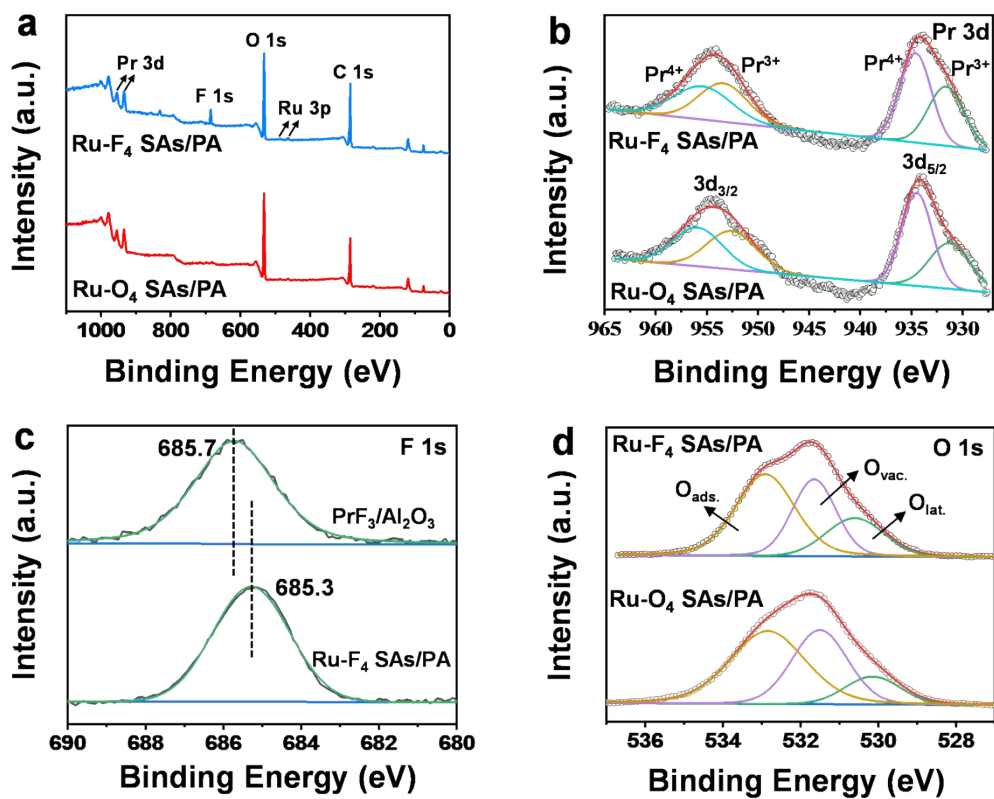 a
Intensity (a.u.)
Pr 3d
F 1s
O 1s
Ru 3p
C 1s
Ru-F₄ SAs/PA
Ru-O₄ SAs/PA
1000 800 600 400 200 0
Binding Energy (eV)
b
Intensity (a.u.)
Pr 3d
Pr⁴⁺ Pr³⁺ Pr⁴⁺ Pr³⁺
Ru-F₄ SAs/PA
3d₃/₂ 3d₅/₂
Ru-O₄ SAs/PA
965 960 955 950 945 940 935 930
Binding Energy (eV)
c
Intensity (a.u.)
F 1s
685.7
PrF₃/Al₂O₃
685.3
Ru-F₄ SAs/PA
690 688 686 684 682 680
Binding Energy (eV)
d
Intensity (a.u.)
Ru-F₄ SAs/PA
O 1s
Oads.
Ovac.
Olat.
Ru-O₄ SAs/PA
536 534 532 530 528
Binding Energy (eV)